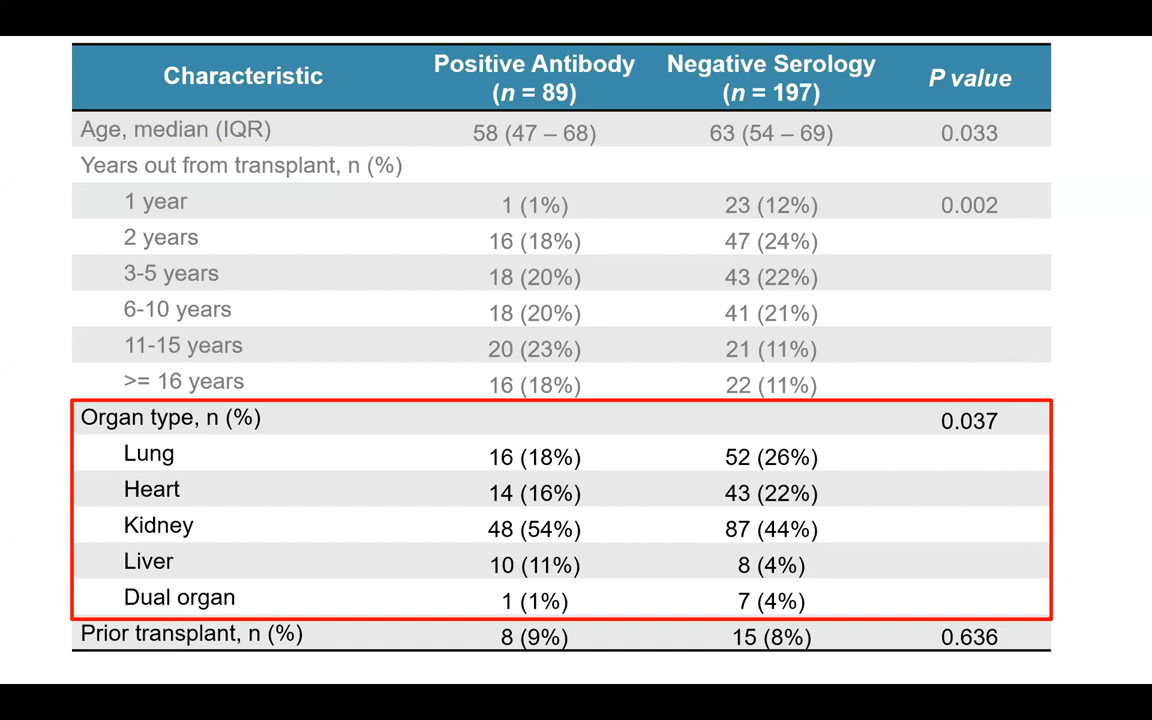 Characteristic Positive Antibody (n = 89) Negative Serology (n = 197) P value
Age, median (IQR) 58 (47 – 68) 63 (54 – 69) 0.033
Years out from transplant, n (%)
1 year 1 (1%) 23 (12%) 0.002
2 years 16 (18%) 47 (24%)
3-5 years 18 (20%) 43 (22%)
6-10 years 18 (20%) 41 (21%)
11-15 years 20 (23%) 21 (11%)
>= 16 years 16 (18%) 22 (11%)
Organ type, n (%) 0.037
Lung 16 (18%) 52 (26%)
Heart 14 (16%) 43 (22%)
Kidney 48 (54%) 87 (44%)
Liver 10 (11%) 8 (4%)
Dual organ 1 (1%) 7 (4%)
Prior transplant, n (%) 8 (9%) 15 (8%) 0.636